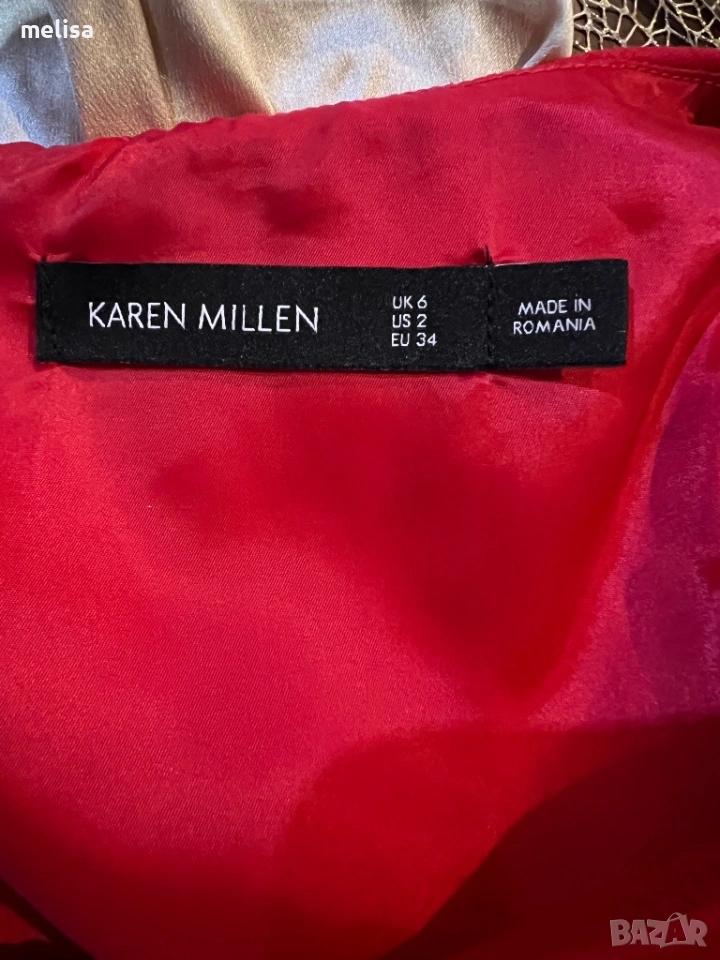 melisa
KAREN MILLEN
UK 6
US 2
EU 34
MADE iN
ROMANIA
BAZAR